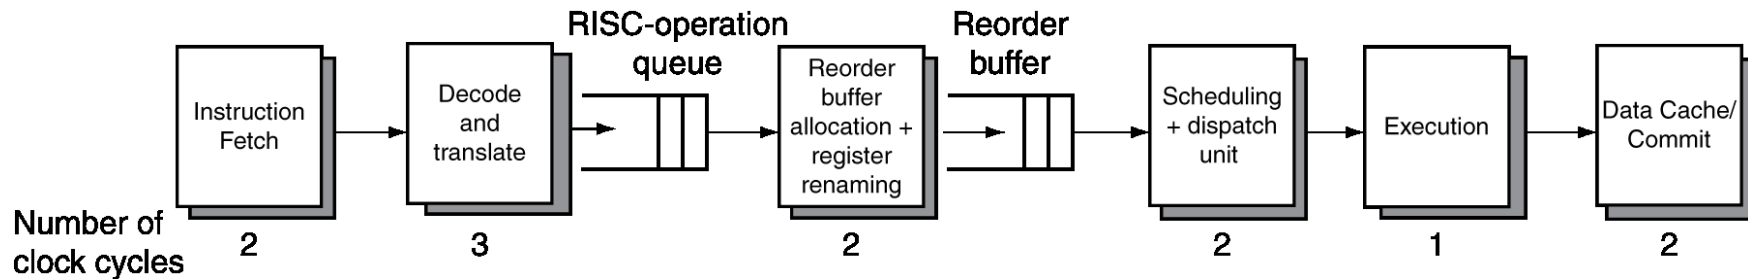 RISC-operation
queue
Reorder
buffer
Instruction
Fetch
Decode
and
translate
Reorder
buffer
allocation +
register
renaming
Scheduling
+ dispatch
unit
Execution
Data Cache/
Commit
Number of
clock cycles
2
3
2
2
1
2